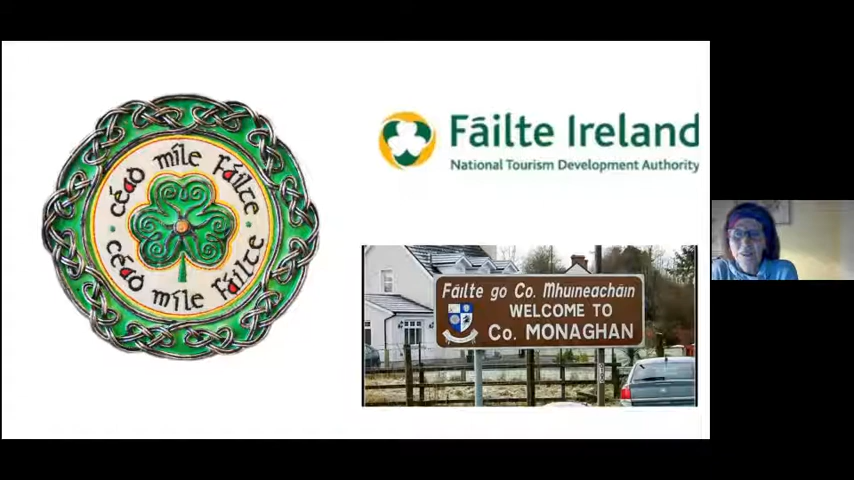 céad míle Fáilte
céad míle Fáilte
Fáilte Ireland
National Tourism Development Authority
Fáilte go Co. Mhuineacháin
WELCOME TO
Co. MONAGHAN